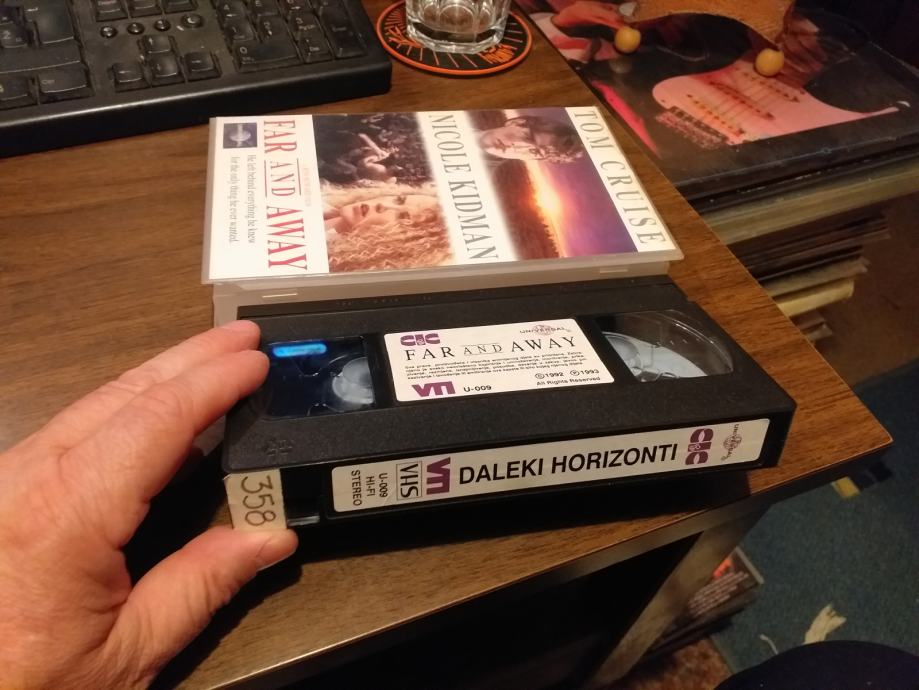 TOM CRUISE
NICOLE KIDMAN
FAR AND AWAY
He left behind everything he knew
for the only thing he ever wanted.
CIC
UNIVERSAL
FAR AND AWAY
©1992 ℗1993
All Rights Reserved
VTI U-009
358
U-009
HI-FI
STEREO
VHS
VTI
DALEKI HORIZONTI
CIC
UNIVERSAL